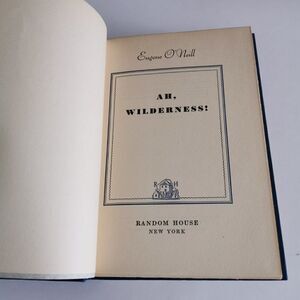 Eugene O'Neill
AH,
WILDERNESS!
R H
RANDOM HOUSE
NEW YORK